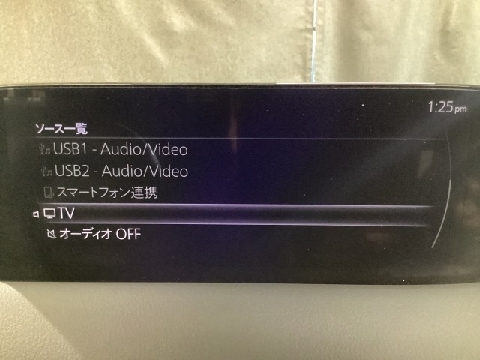 1:25pm
ソース一覧
USB1 - Audio/Video
USB2 - Audio/Video
スマートフォン連携
TV
オーディオ OFF